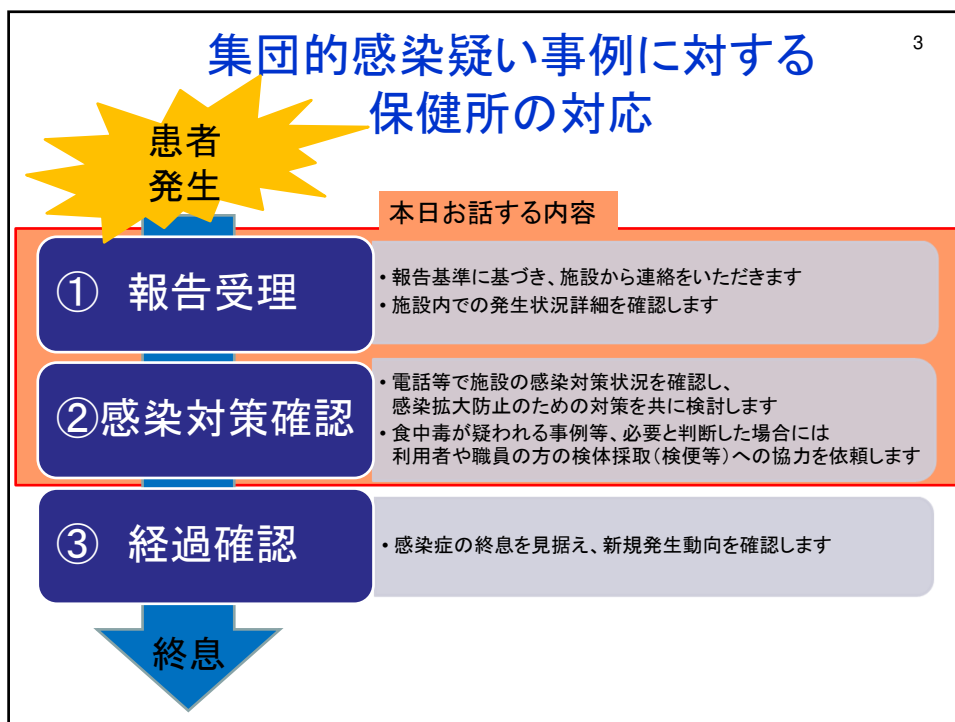 3
集団的感染疑い事例に対する
保健所の対応
患者
発生
本日お話する内容
① 報告受理
・報告基準に基づき、施設から連絡をいただきます
・施設内での発生状況詳細を確認します
②感染対策確認
・電話等で施設の感染対策状況を確認し、
感染拡大防止のための対策を共に検討します
・食中毒が疑われる事例等、必要と判断した場合には
利用者や職員の方の検体採取(検便等)への協力を依頼します
③ 経過確認
・感染症の終息を見据え、新規発生動向を確認します
終息